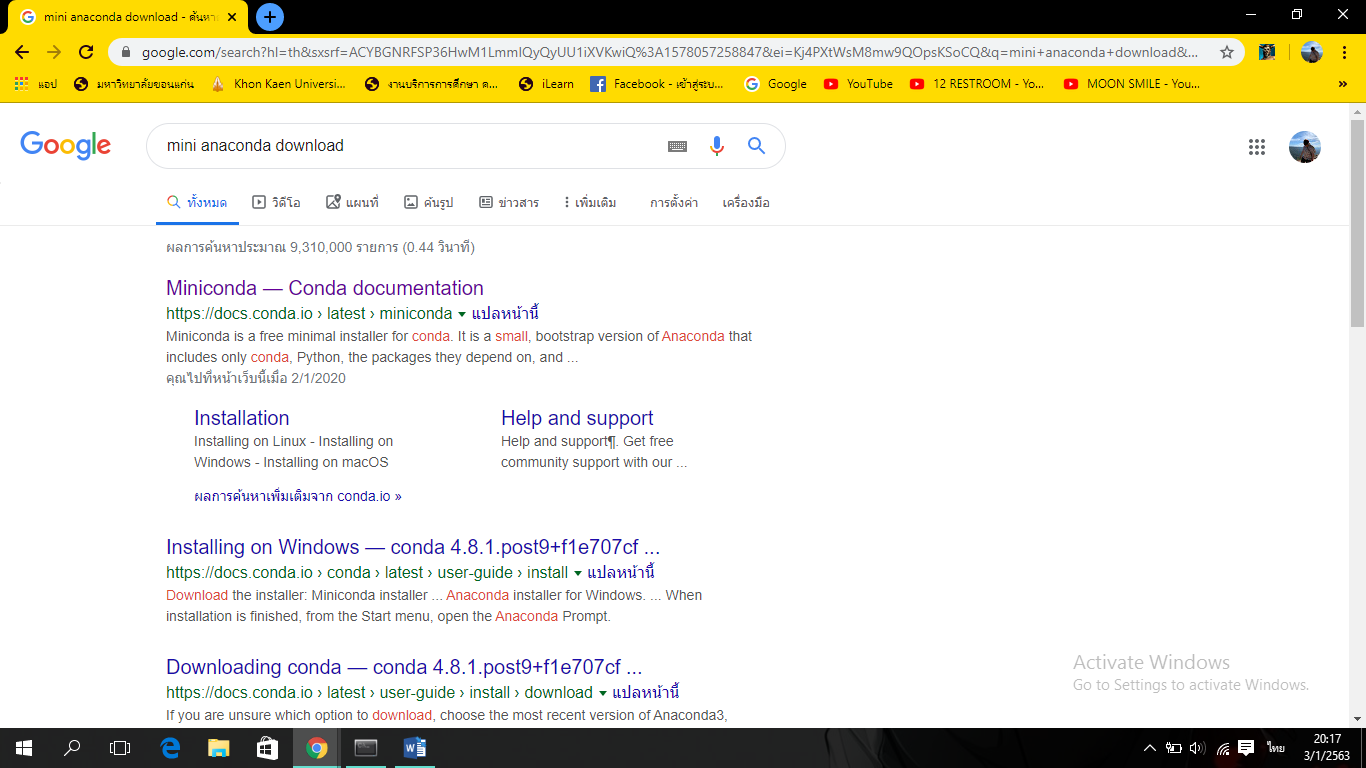 mini anaconda download - ค้นหาด้
google.com/search?hl=th&sxsrf=ACYBGNRFSP36HwM1LmmIQyQyUU1iXVKwiQ%3A1578057258847&ei=Kj4PXtWsM8mw9QOpsKSoCQ&q=mini+anaconda+download&...
แอป มหาวิทยาลัยขอนแก่น Khon Kaen Universi... งานบริการการศึกษา ค... iLearn Facebook - เข้าสู่ระบ... Google YouTube 12 RESTROOM - Yo... MOON SMILE - You... »
Google mini anaconda download
ทั้งหมด วิดีโอ แผนที่ ค้นรูป ข่าวสาร เพิ่มเติม การตั้งค่า เครื่องมือ
ผลการค้นหาประมาณ 9,310,000 รายการ (0.44 วินาที)
Miniconda — Conda documentation
https://docs.conda.io › latest › miniconda ▾ แปลหน้านี้
Miniconda is a free minimal installer for conda. It is a small, bootstrap version of Anaconda that
includes only conda, Python, the packages they depend on, and ...
คุณไปที่หน้าเว็บนี้เมื่อ 2/1/2020
Installation
Installing on Linux - Installing on
Windows - Installing on macOS
Help and support
Help and support¶. Get free
community support with our ...
ผลการค้นหาเพิ่มเติมจาก conda.io »
Installing on Windows — conda 4.8.1.post9+f1e707cf ...
https://docs.conda.io › conda › latest › user-guide › install ▾ แปลหน้านี้
Download the installer: Miniconda installer ... Anaconda installer for Windows. ... When
installation is finished, from the Start menu, open the Anaconda Prompt.
Downloading conda — conda 4.8.1.post9+f1e707cf ...
https://docs.conda.io › latest › user-guide › install › download ▾ แปลหน้านี้
If you are unsure which option to download, choose the most recent version of Anaconda3,
Activate Windows
Go to Settings to activate Windows.
ไทย 20:17
3/1/2563